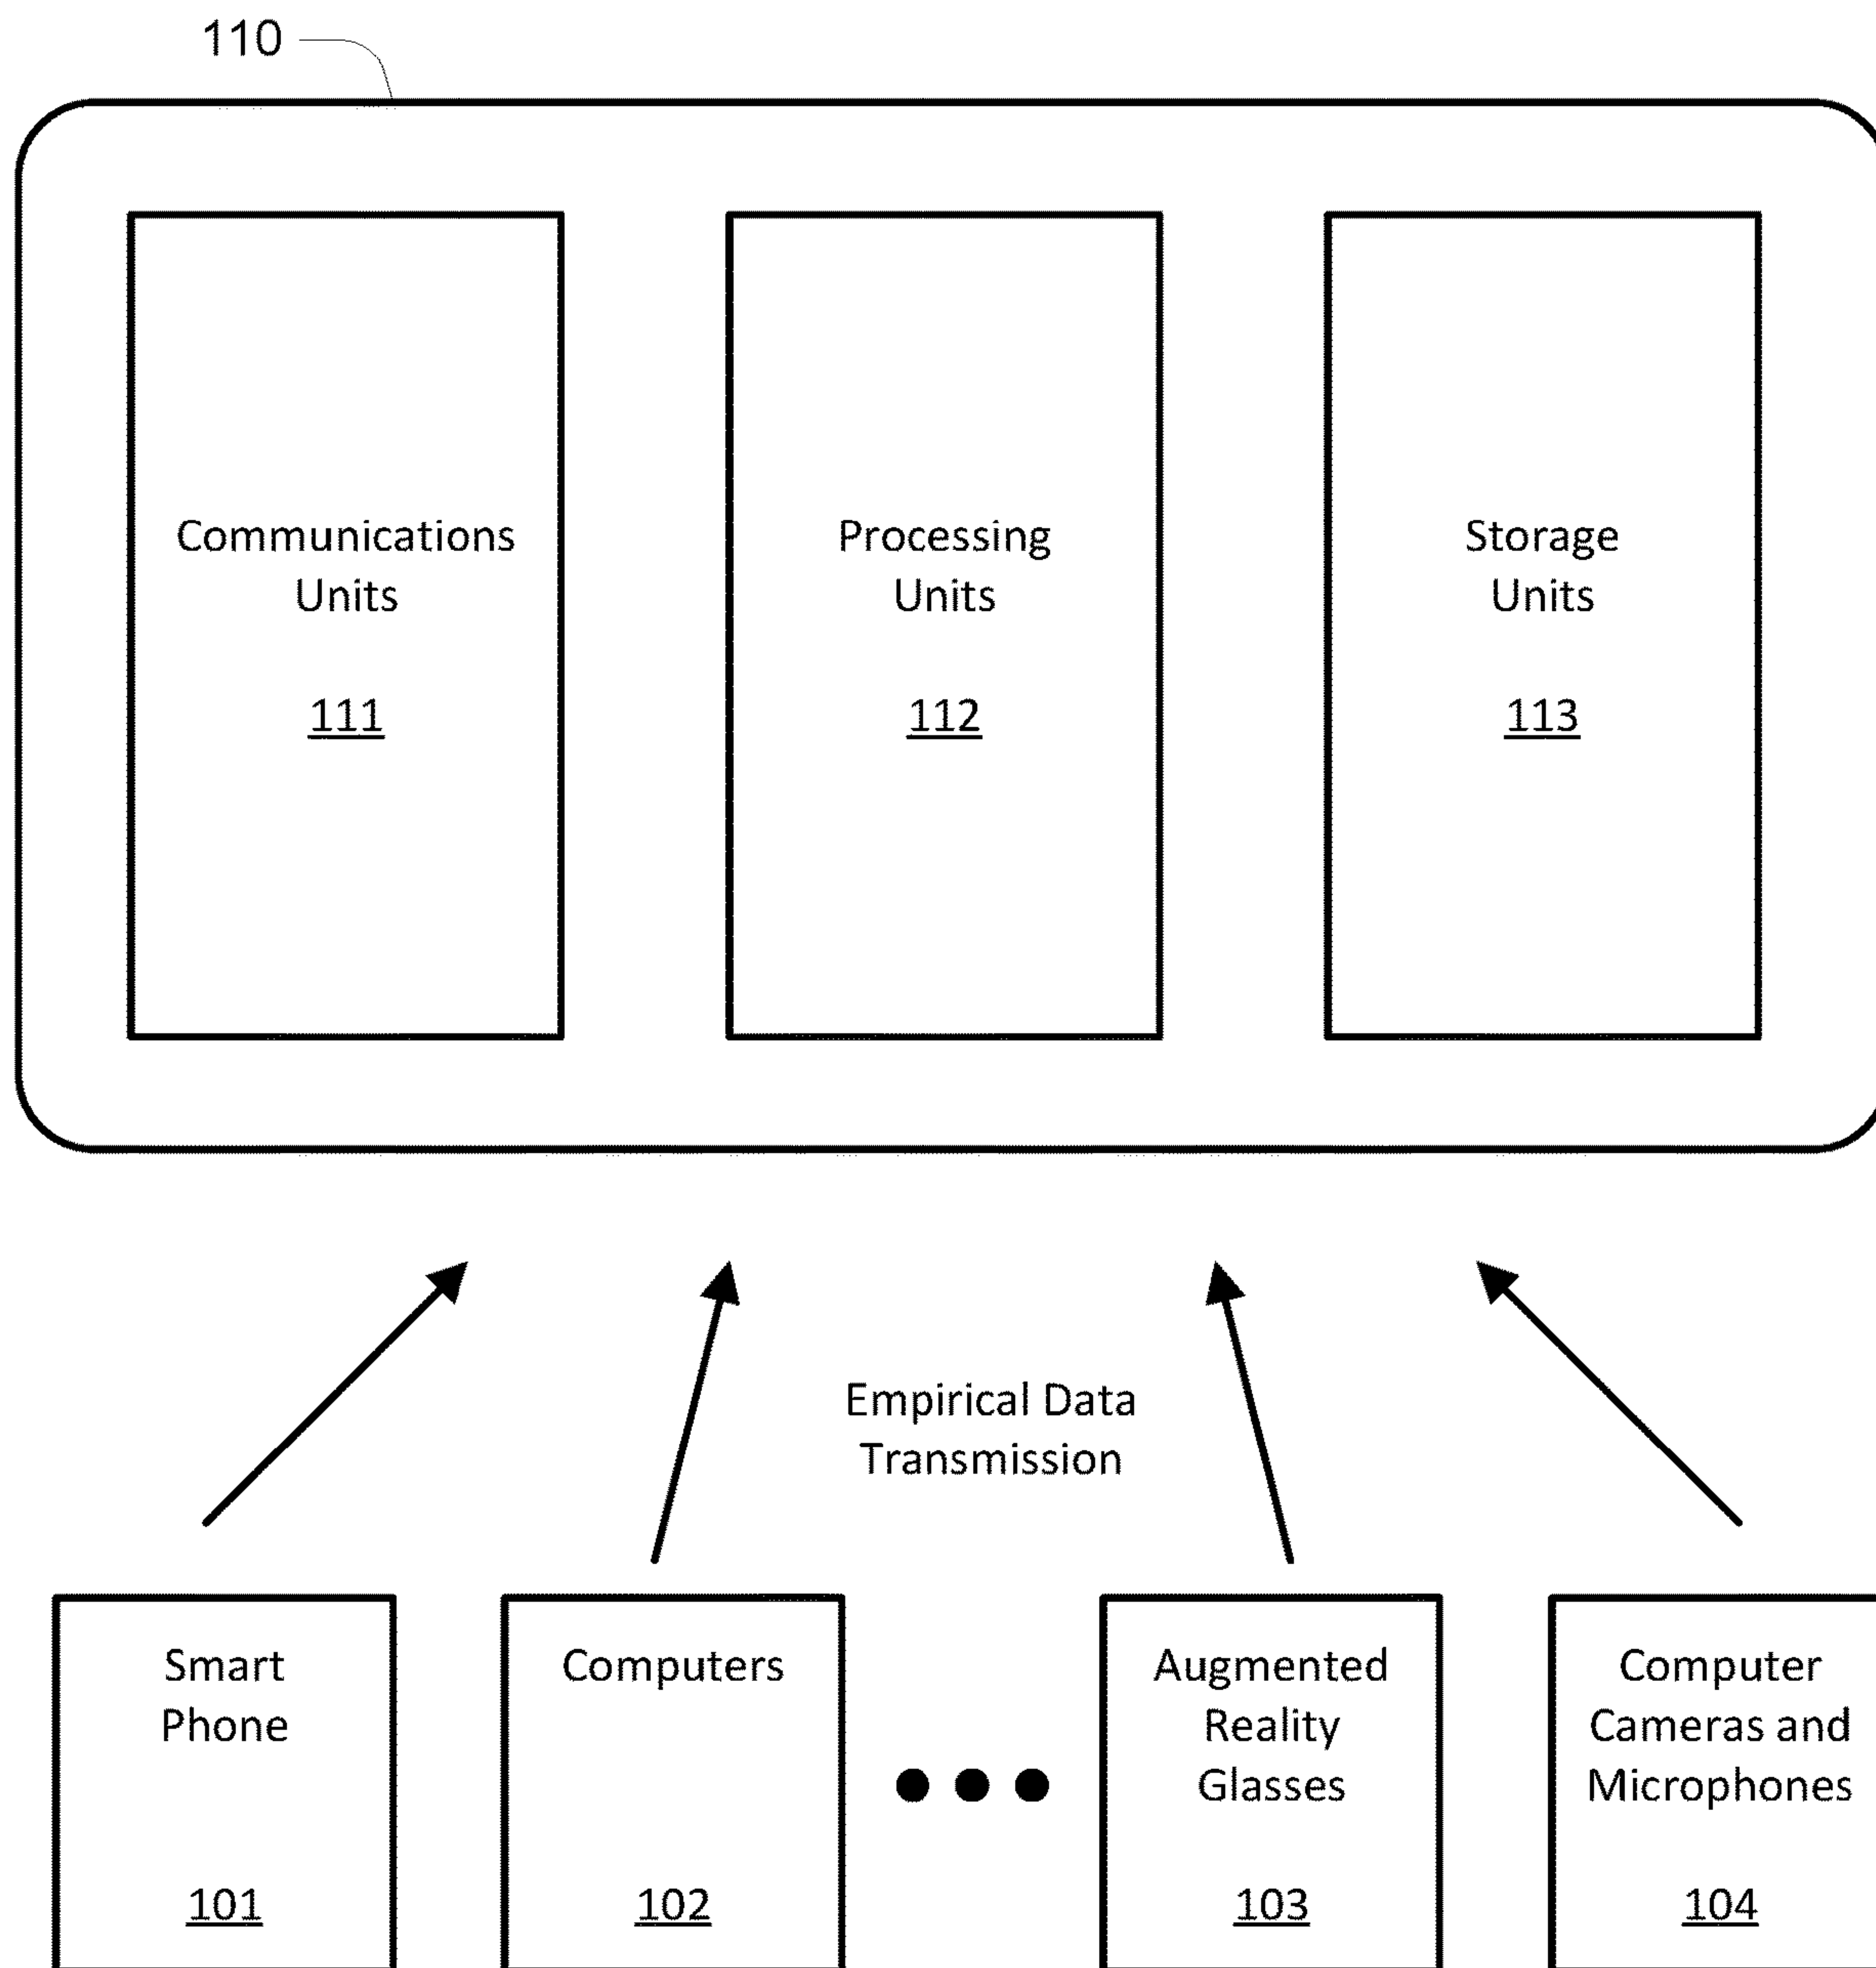 110
Communications
Units
111
Processing
Units
112
Storage
Units
113
Empirical Data
Transmission
Smart
Phone
101
Computers
102
Augmented
Reality
Glasses
103
Computer
Cameras and
Microphones
104